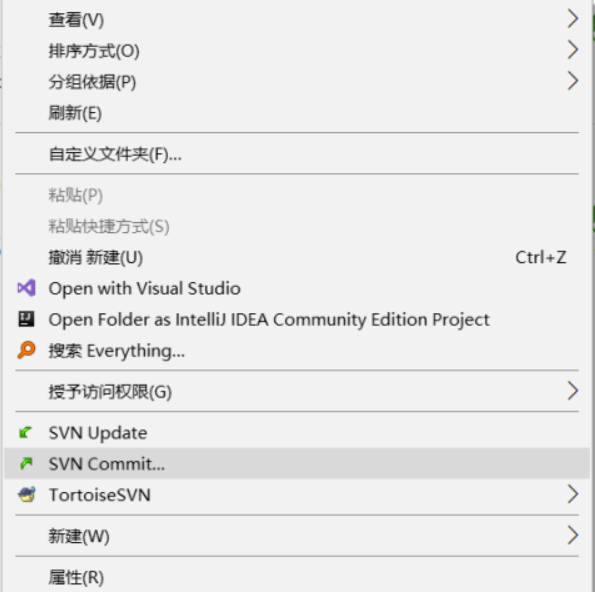 查看(V)
排序方式(O)
分组依据(P)
刷新(E)
自定义文件夹(F)...
粘贴(P)
粘贴快捷方式(S)
撤消 新建(U) Ctrl+Z
Open with Visual Studio
Open Folder as IntelliJ IDEA Community Edition Project
搜索 Everything...
授予访问权限(G)
SVN Update
SVN Commit...
TortoiseSVN
新建(W)
属性(R)